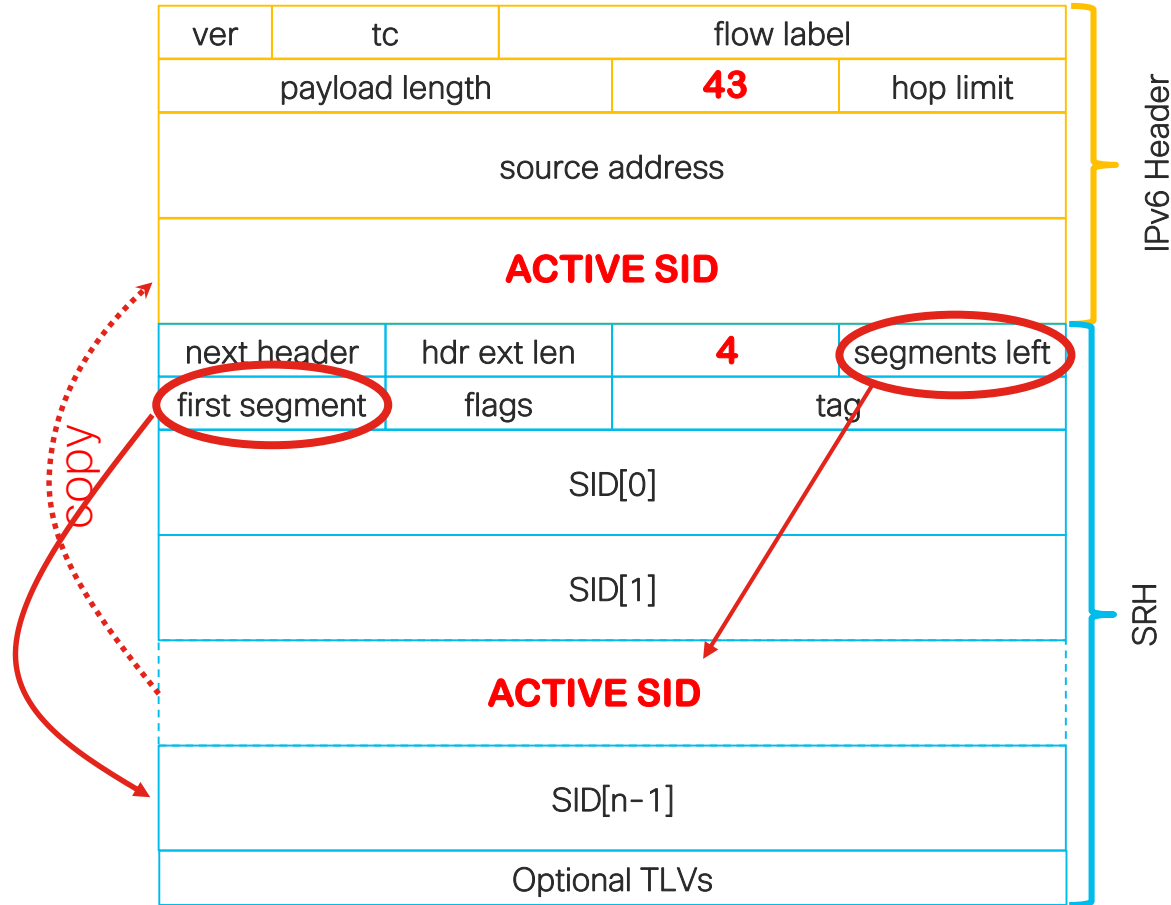 ver tc flow label
payload length 43 hop limit
source address
ACTIVE SID
IPv6 Header
next header hdr ext len 4 segments left
first segment flags tag
copy
SID[0]
SID[1]
ACTIVE SID
SID[n-1]
Optional TLVs
SRH